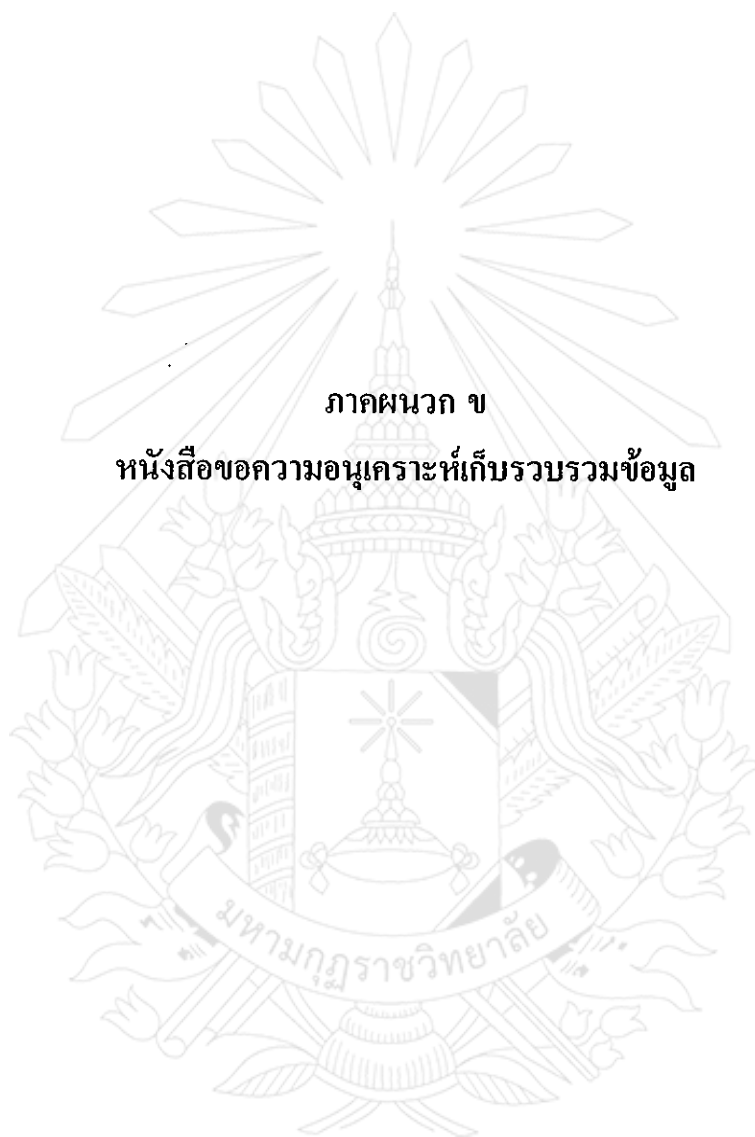 ภาคผนวก ข
หนังสือขอความอนุเคราะห์เก็บรวบรวมข้อมูล
มหามกุฏราชวิทยาลัย